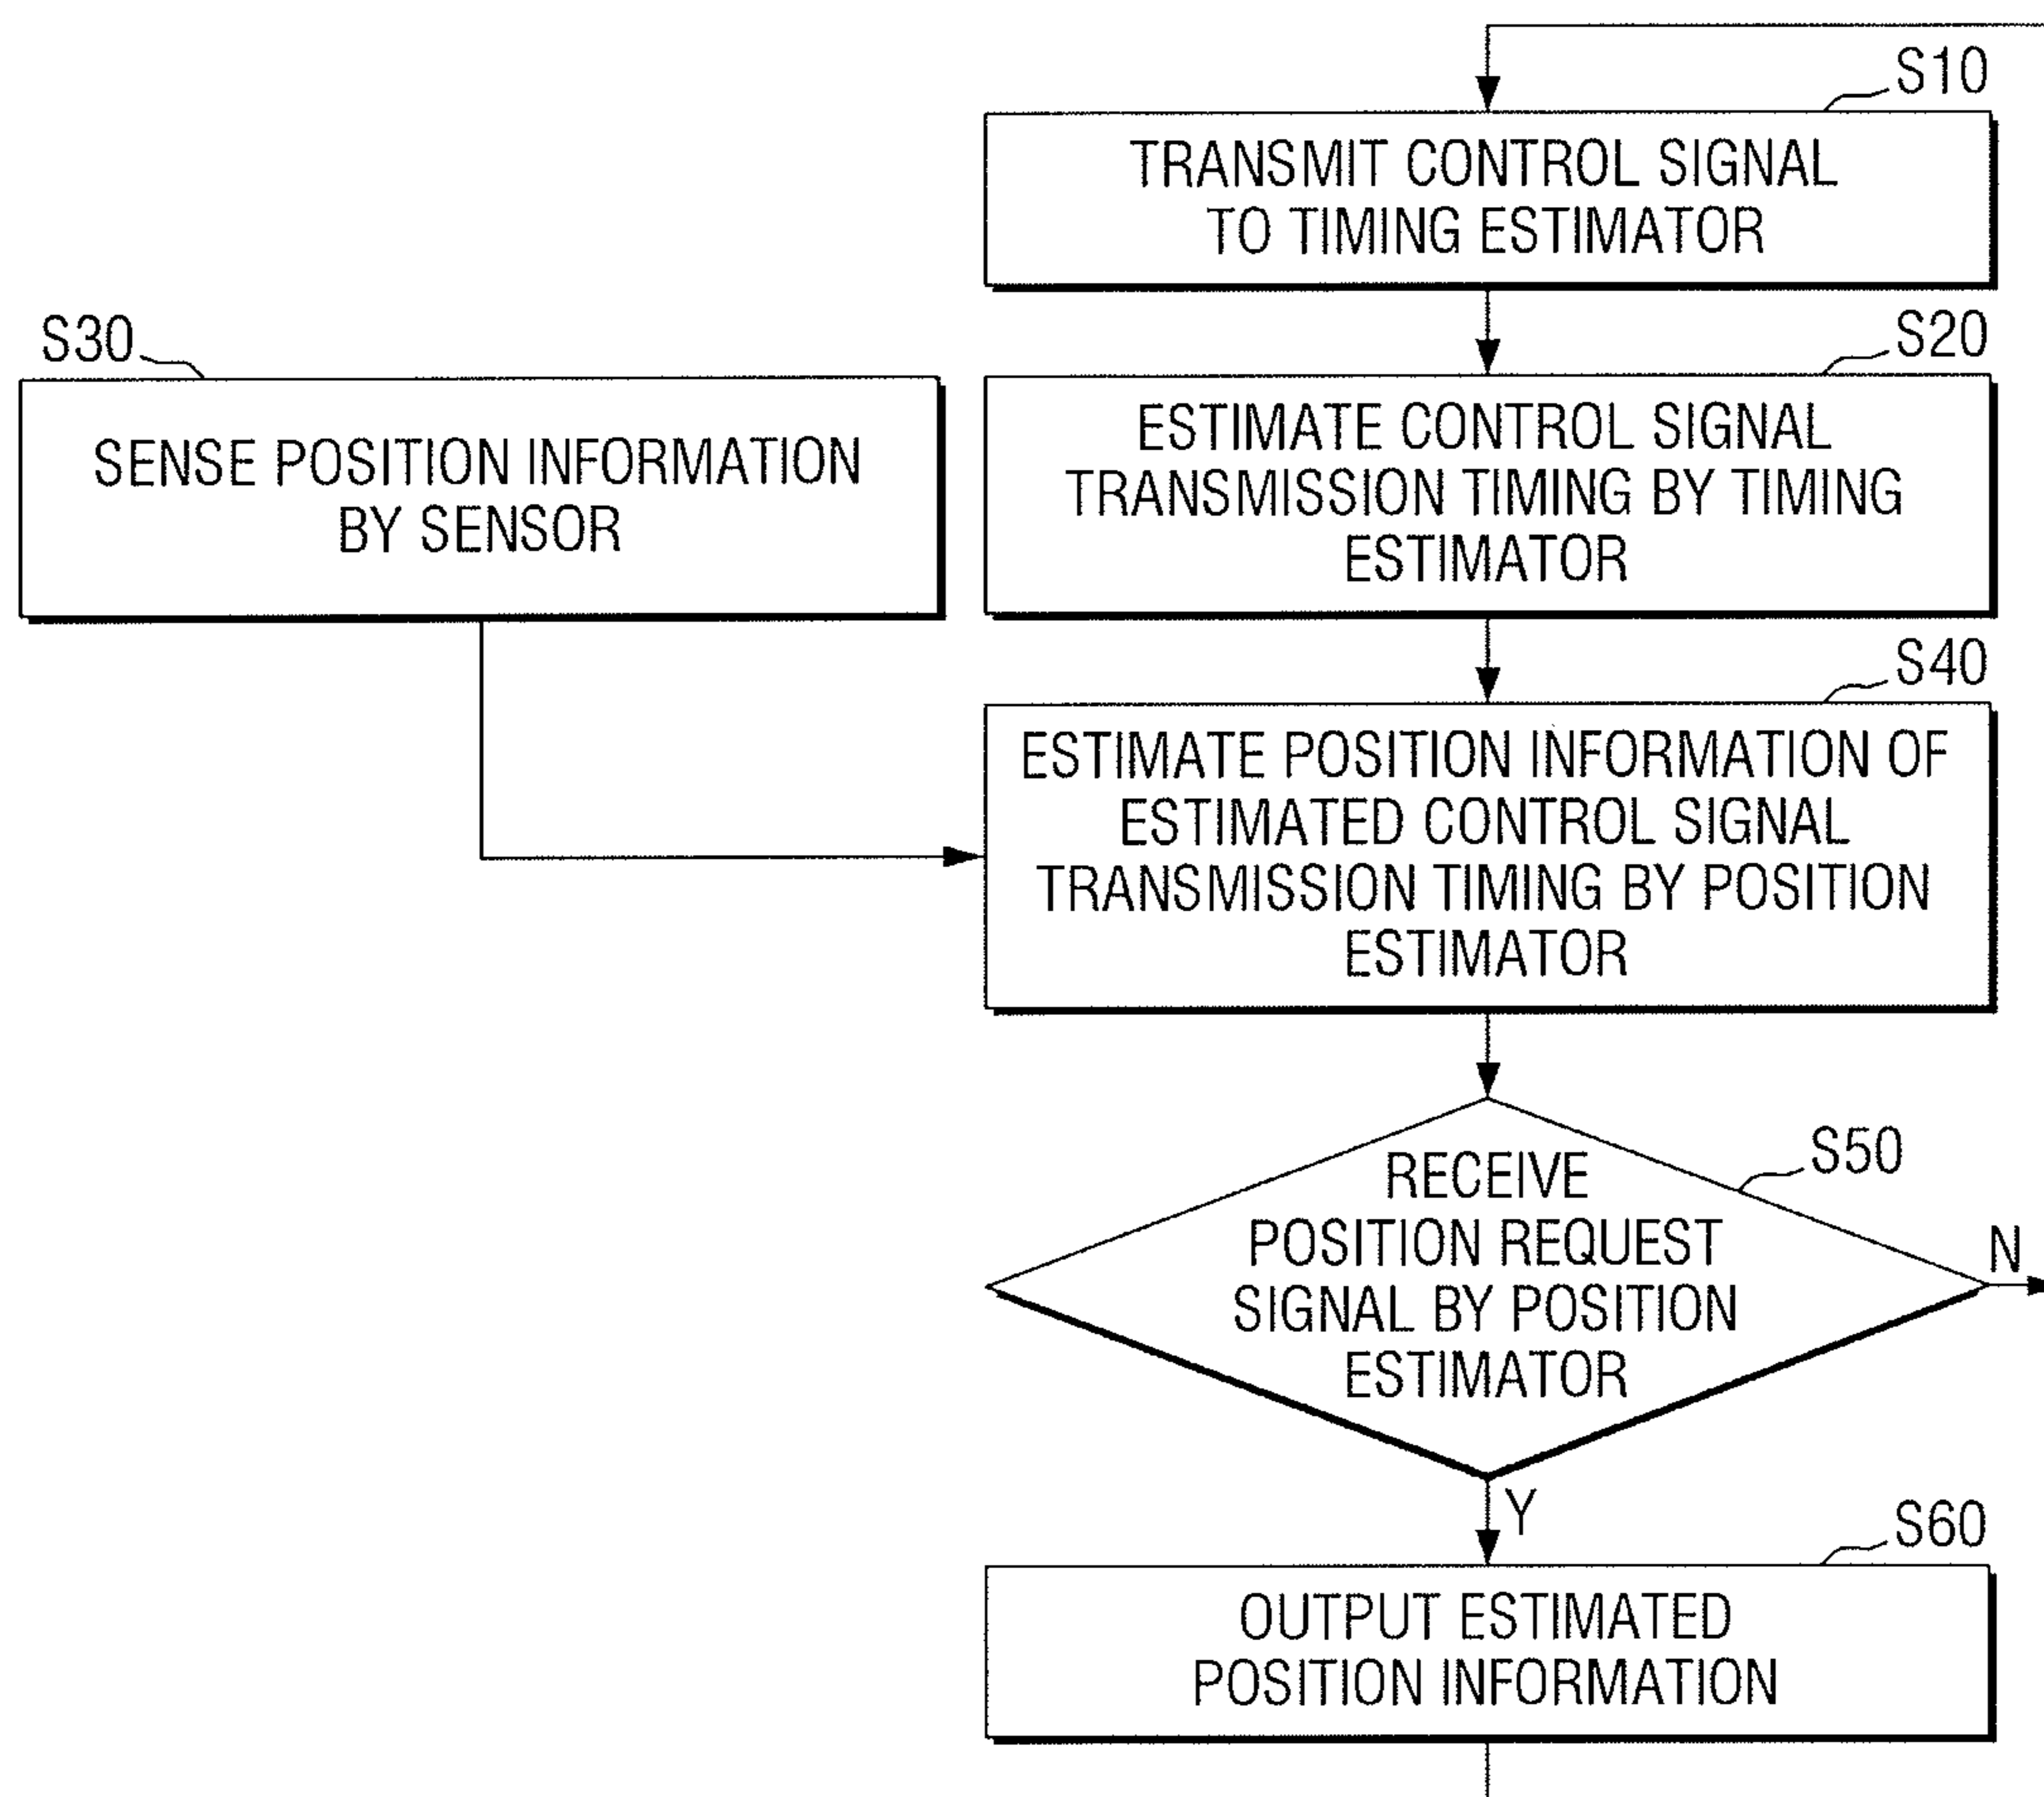 S10
TRANSMIT CONTROL SIGNAL
TO TIMING ESTIMATOR
S20
ESTIMATE CONTROL SIGNAL
TRANSMISSION TIMING BY TIMING
ESTIMATOR
S30
SENSE POSITION INFORMATION
BY SENSOR
S40
ESTIMATE POSITION INFORMATION OF
ESTIMATED CONTROL SIGNAL
TRANSMISSION TIMING BY POSITION
ESTIMATOR
S50
RECEIVE
POSITION REQUEST
SIGNAL BY POSITION
ESTIMATOR
N
Y
S60
OUTPUT ESTIMATED
POSITION INFORMATION